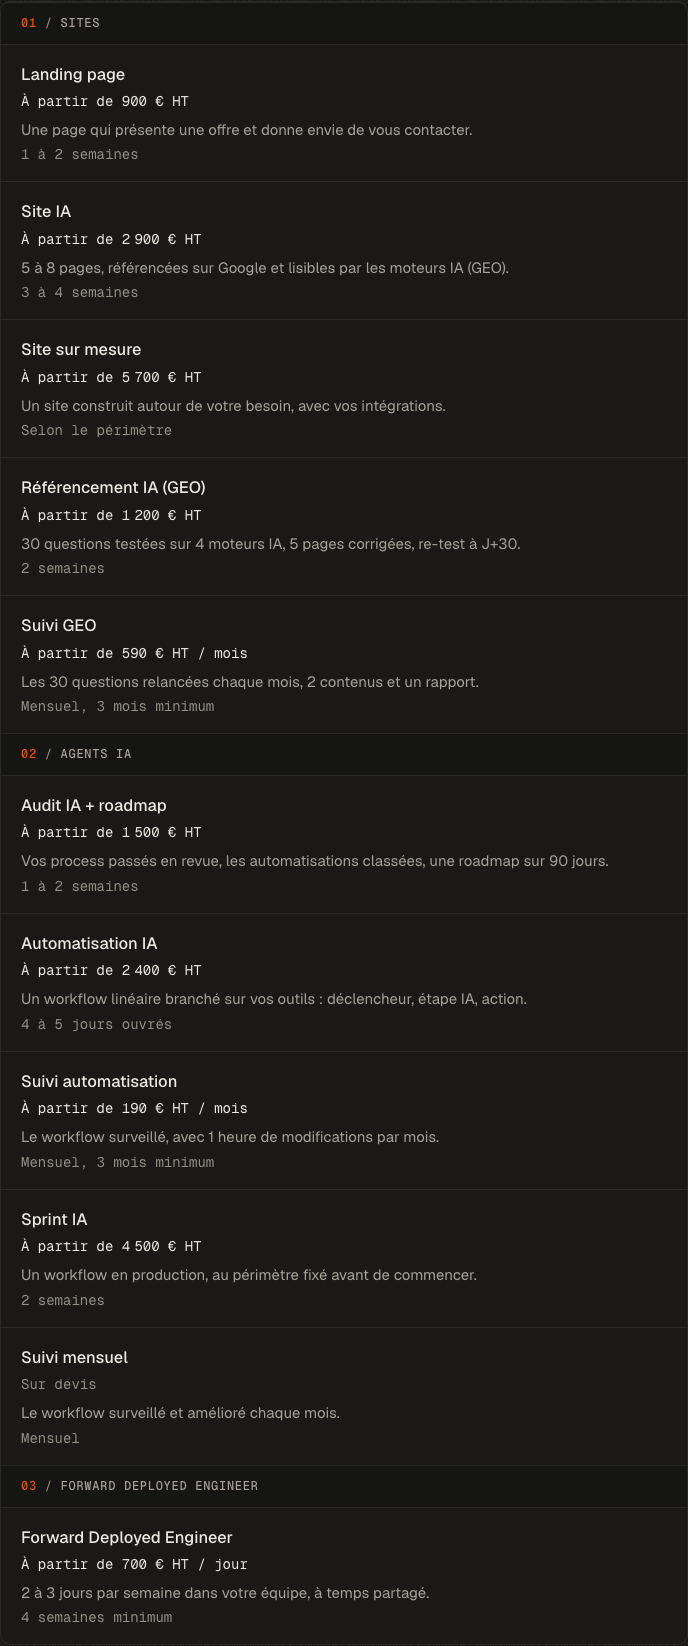 01 / SITES
Landing page
À partir de 900 € HT
Une page qui présente une offre et donne envie de vous contacter.
1 à 2 semaines
Site IA
À partir de 2 900 € HT
5 à 8 pages, référencées sur Google et lisibles par les moteurs IA (GEO).
3 à 4 semaines
Site sur mesure
À partir de 5 700 € HT
Un site construit autour de votre besoin, avec vos intégrations.
Selon le périmètre
Référencement IA (GEO)
À partir de 1 200 € HT
30 questions testées sur 4 moteurs IA, 5 pages corrigées, re-test à J+30.
2 semaines
Suivi GEO
À partir de 590 € HT / mois
Les 30 questions relancées chaque mois, 2 contenus et un rapport.
Mensuel, 3 mois minimum
02 / AGENTS IA
Audit IA + roadmap
À partir de 1 500 € HT
Vos process passés en revue, les automatisations classées, une roadmap sur 90 jours.
1 à 2 semaines
Automatisation IA
À partir de 2 400 € HT
Un workflow linéaire branché sur vos outils : déclencheur, étape IA, action.
4 à 5 jours ouvrés
Suivi automatisation
À partir de 190 € HT / mois
Le workflow surveillé, avec 1 heure de modifications par mois.
Mensuel, 3 mois minimum
Sprint IA
À partir de 4 500 € HT
Un workflow en production, au périmètre fixé avant de commencer.
2 semaines
Suivi mensuel
Sur devis
Le workflow surveillé et amélioré chaque mois.
Mensuel
03 / FORWARD DEPLOYED ENGINEER
Forward Deployed Engineer
À partir de 700 € HT / jour
2 à 3 jours par semaine dans votre équipe, à temps partagé.
4 semaines minimum